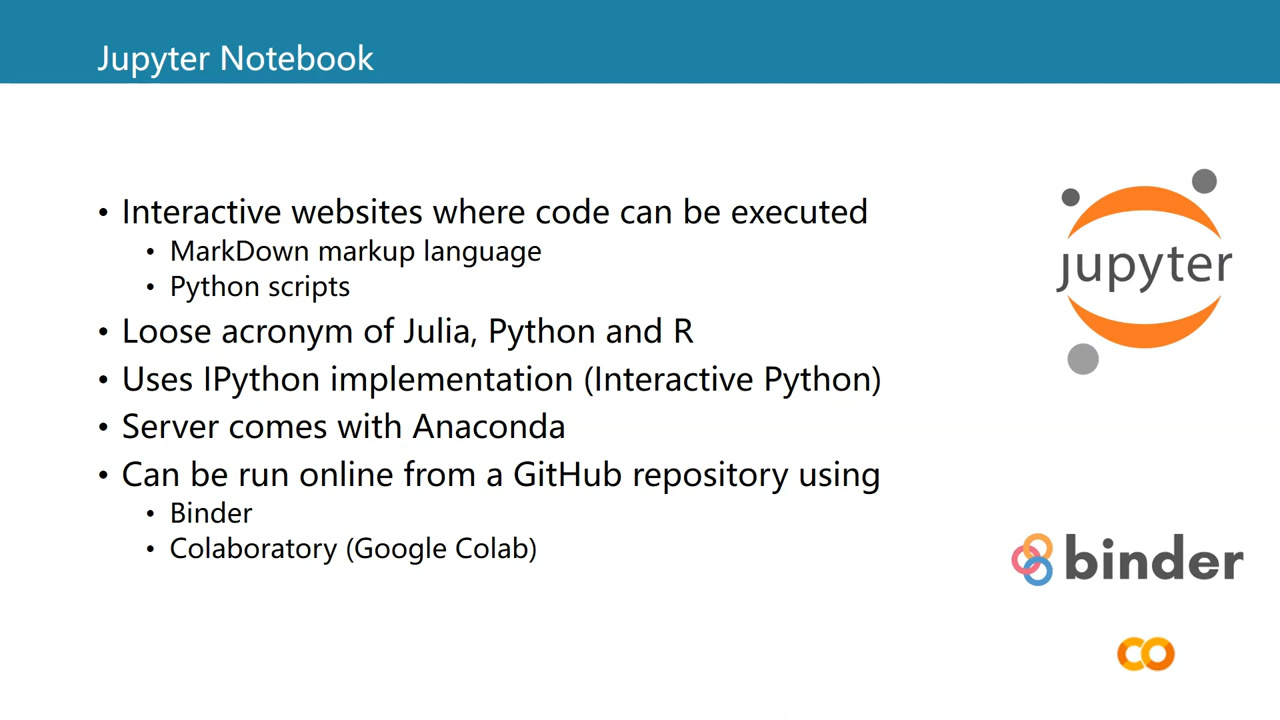 Jupyter Notebook
• Interactive websites where code can be executed
• MarkDown markup language
• Python scripts
• Loose acronym of Julia, Python and R
• Uses IPython implementation (Interactive Python)
• Server comes with Anaconda
• Can be run online from a GitHub repository using
• Binder
• Colaboratory (Google Colab)
jupyter
binder
CO